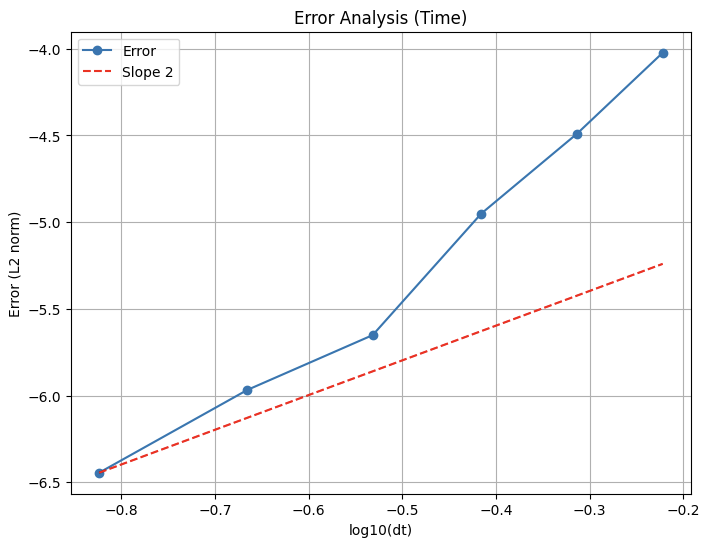 Error Analysis (Time)
Error
Slope 2
Error (L2 norm)
−4.0
−4.5
−5.0
−5.5
−6.0
−6.5
−0.8
−0.7
−0.6
−0.5
−0.4
−0.3
−0.2
log10(dt)